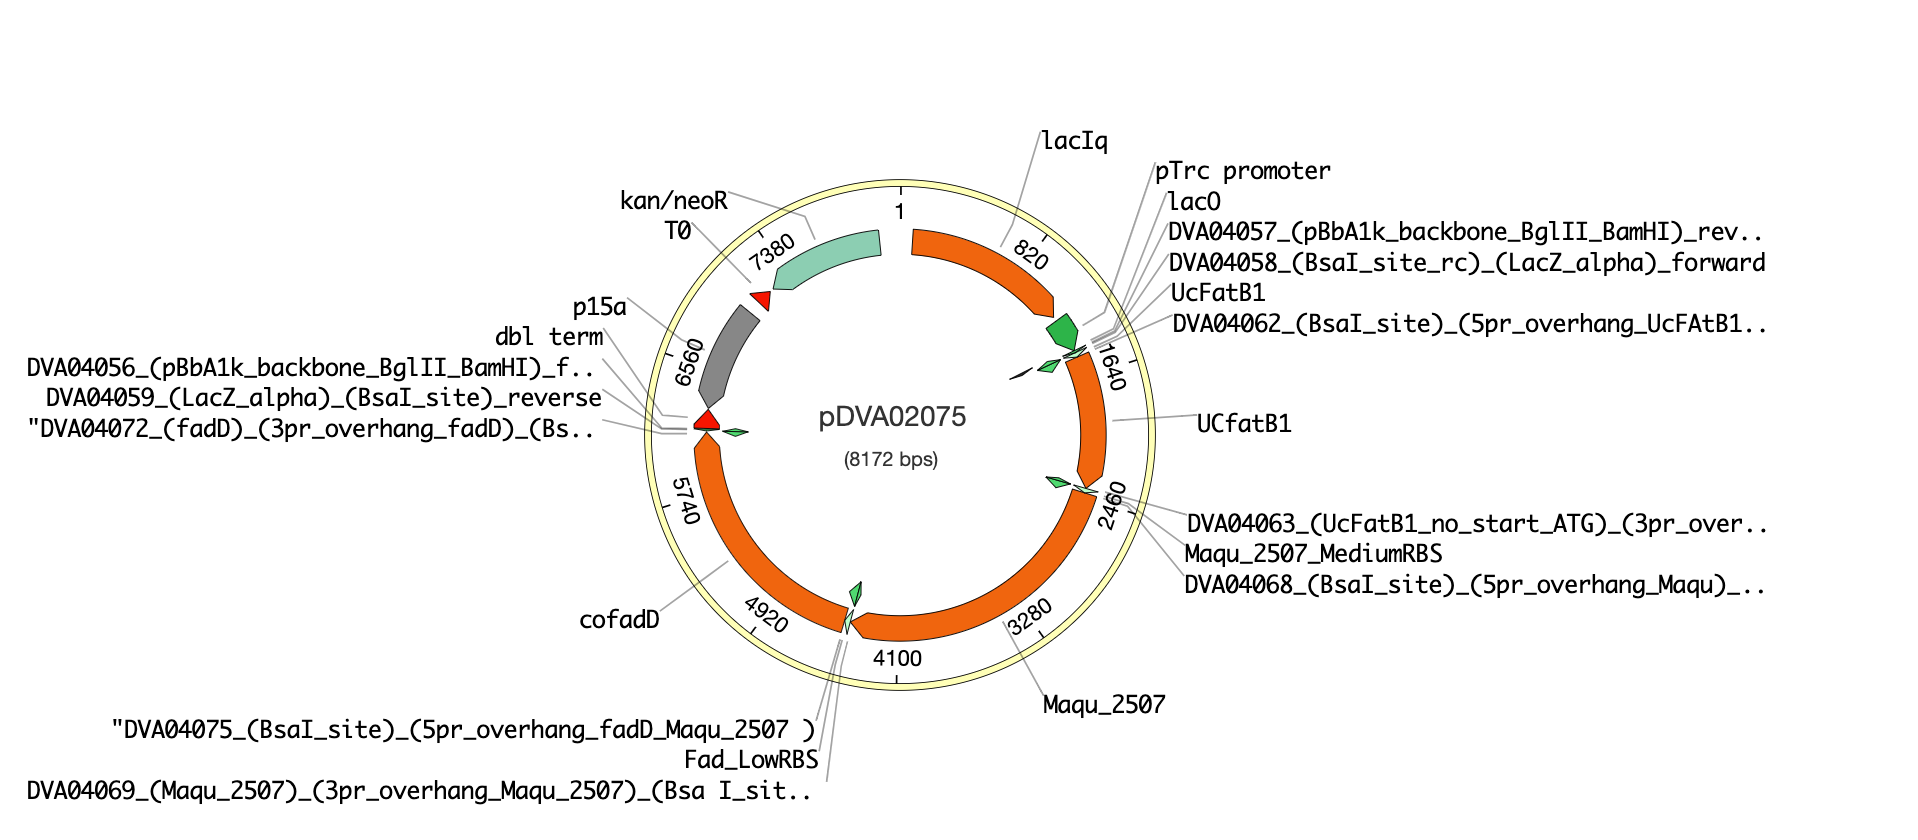 lacIq
pTrc promoter
lacO
DVA04057_(pBbA1k_backbone_BglII_BamHI)_rev..
DVA04058_(BsaI_site_rc)_(LacZ_alpha)_forward
UcFatB1
DVA04062_(BsaI_site)_(5pr_overhang_UcFAtB1..
UCfatB1
DVA04063_(UcFatB1_no_start_ATG)_(3pr_over..
Maqu_2507_MediumRBS
DVA04068_(BsaI_site)_(5pr_overhang_Maqu)_..
Maqu_2507
kan/neoR
T0
p15a
dbl term
DVA04056_(pBbA1k_backbone_BglII_BamHI)_f..
DVA04059_(LacZ_alpha)_(BsaI_site)_reverse
"DVA04072_(fadD)_(3pr_overhang_fadD)_(Bs..
cofadD
"DVA04075_(BsaI_site)_(5pr_overhang_fadD_Maqu_2507 )
Fad_LowRBS
DVA04069_(Maqu_2507)_(3pr_overhang_Maqu_2507)_(Bsa I_sit..
1
820
1640
2460
3280
4100
4920
5740
6560
7380
pDVA02075
(8172 bps)